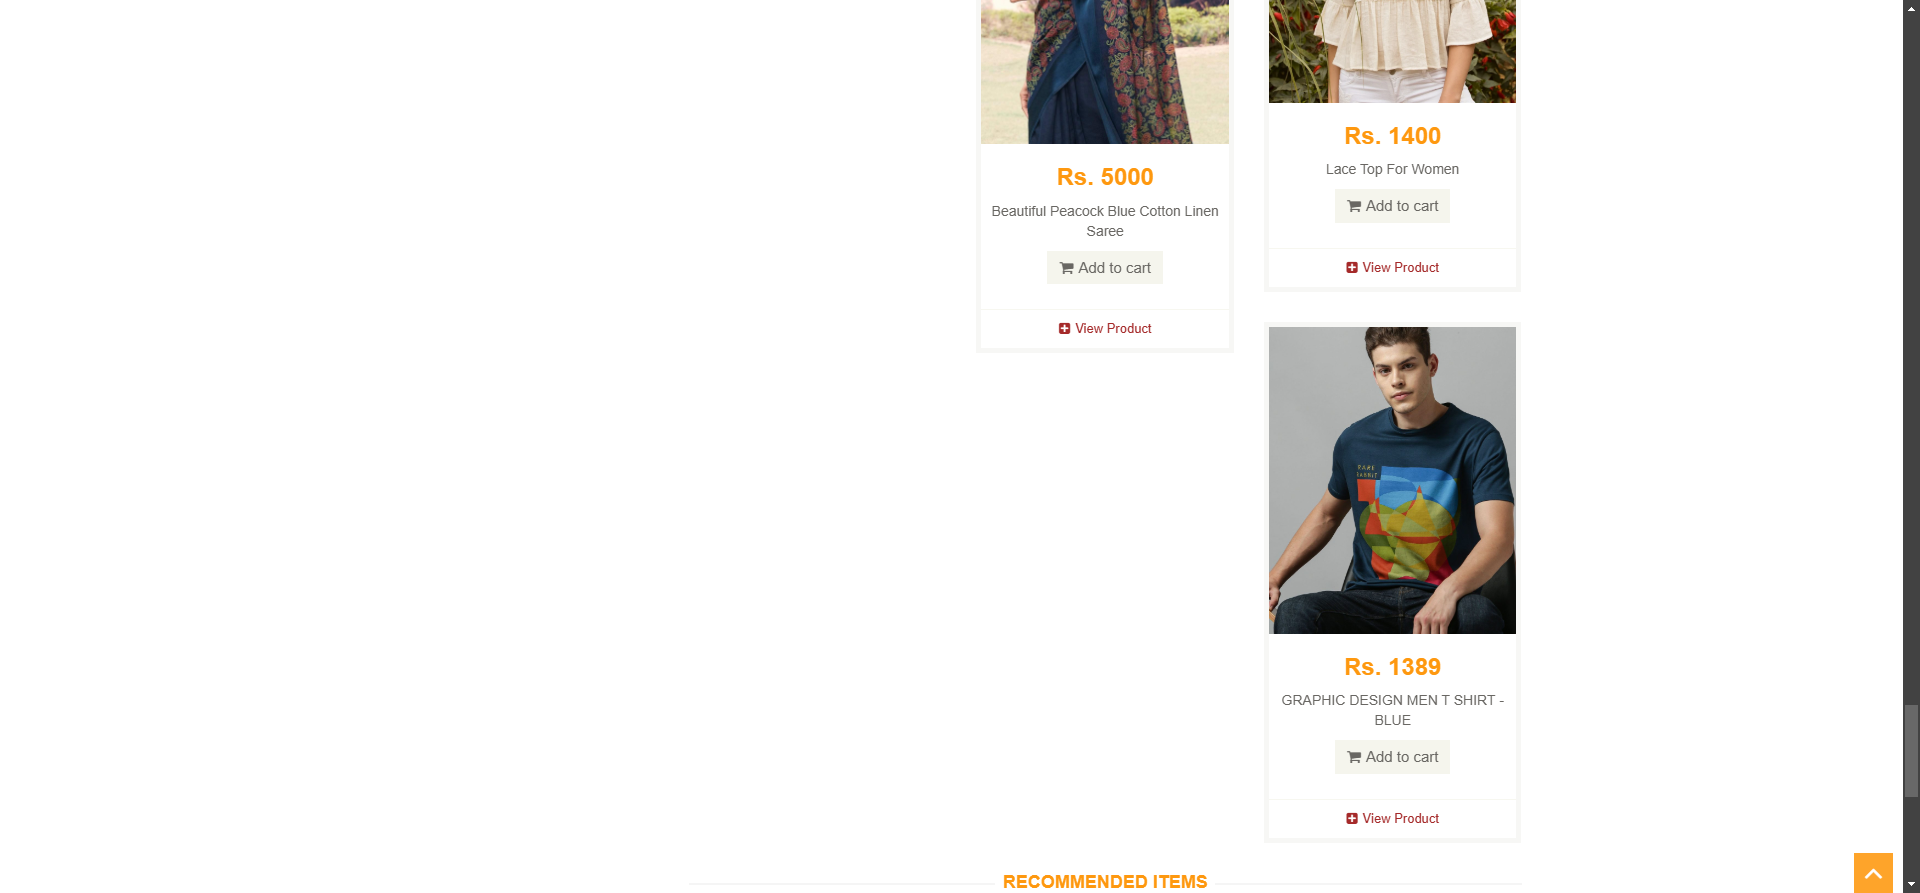 Rs. 5000
Beautiful Peacock Blue Cotton Linen
Saree
Add to cart
View Product
Rs. 1400
Lace Top For Women
Add to cart
View Product
RARE
RABBIT
Rs. 1389
GRAPHIC DESIGN MEN T SHIRT -
BLUE
Add to cart
View Product
RECOMMENDED ITEMS